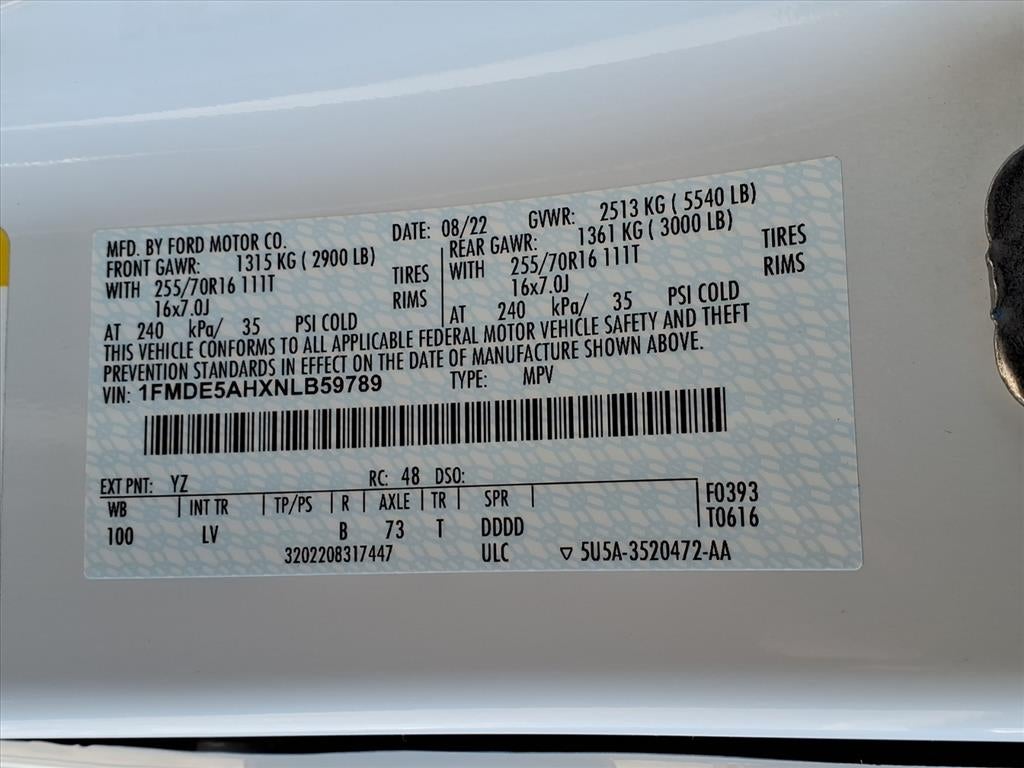 MFD. BY FORD MOTOR CO. DATE: 08/22 GVWR: 2513 KG ( 5540 LB)
FRONT GAWR: 1315 KG ( 2900 LB) REAR GAWR: 1361 KG ( 3000 LB)
WITH 255/70R16 111T TIRES WITH 255/70R16 111T TIRES
16x7.0J RIMS 16x7.0J RIMS
AT 240 kPa/ 35 PSI COLD AT 240 kPa/ 35 PSI COLD
THIS VEHICLE CONFORMS TO ALL APPLICABLE FEDERAL MOTOR VEHICLE SAFETY AND THEFT
PREVENTION STANDARDS IN EFFECT ON THE DATE OF MANUFACTURE SHOWN ABOVE.
VIN: 1FMDE5AHXNLB59789 TYPE: MPV
EXT PNT: YZ RC: 48 DSO:
WB INT TR TP/PS R AXLE TR SPR F0393
100 LV B 73 T DDDD T0616
3202208317447 ULC ▽ 5U5A-3520472-AA